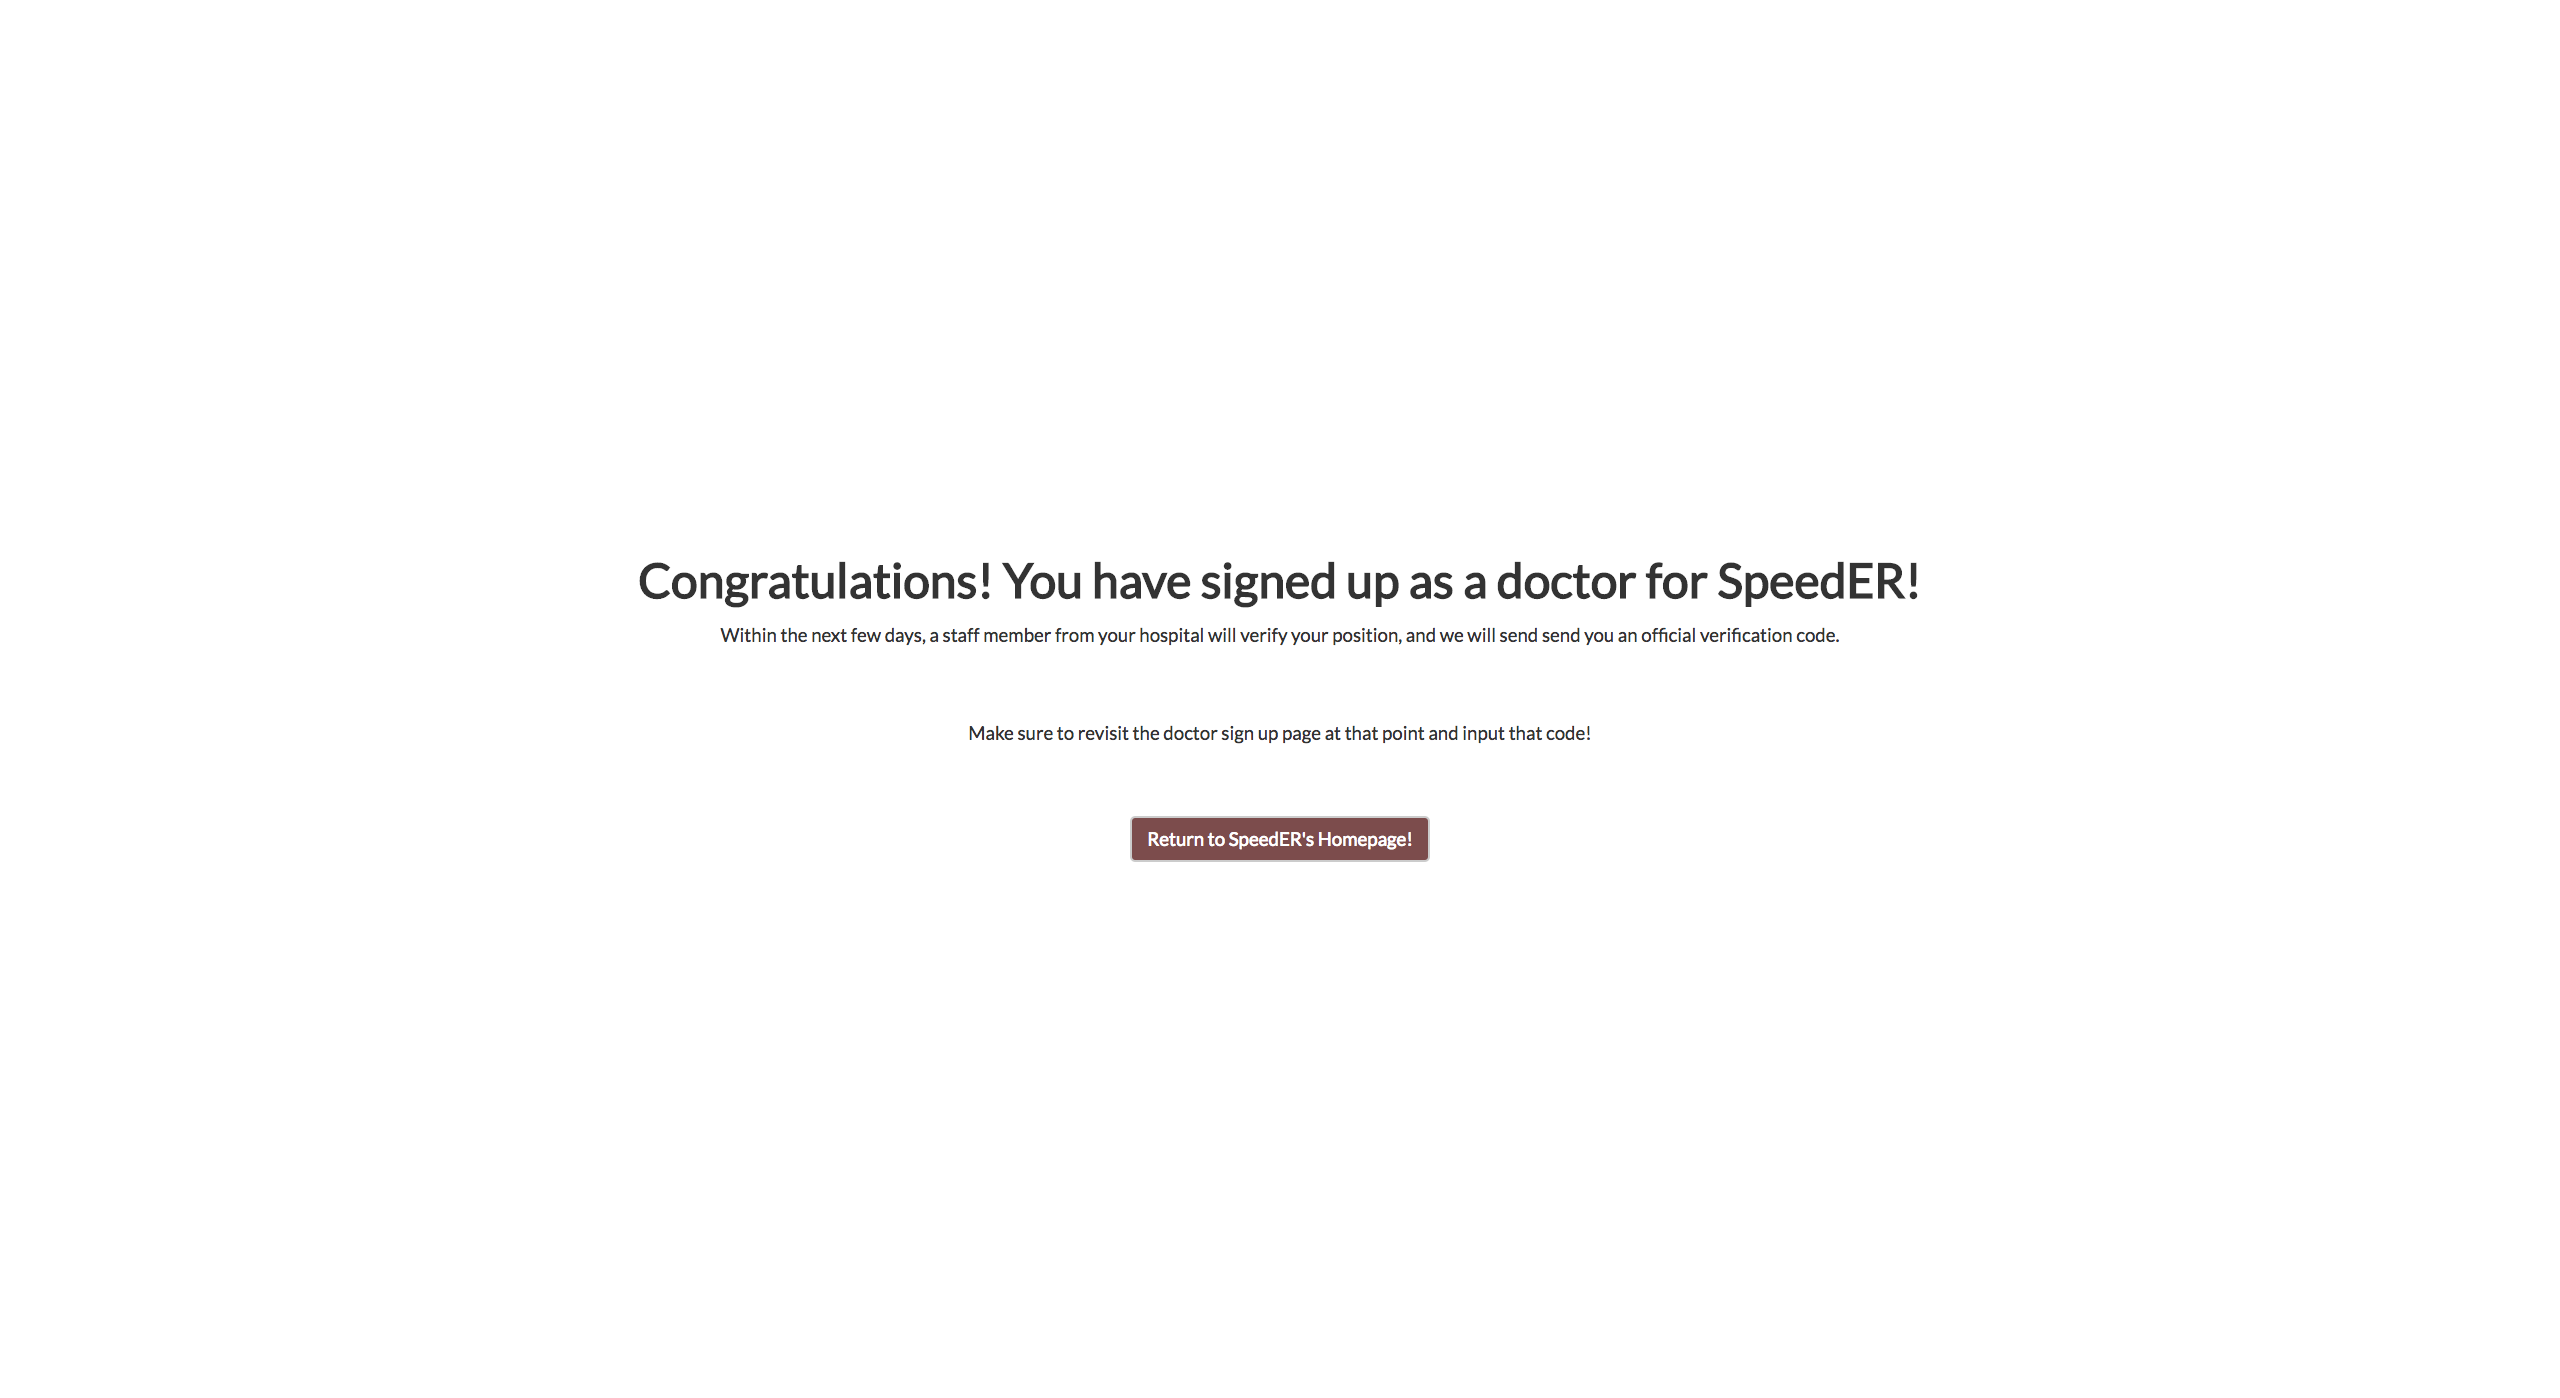 Congratulations! You have signed up as a doctor for SpeedER!
Within the next few days, a staff member from your hospital will verify your position, and we will send send you an official verification code.
Make sure to revisit the doctor sign up page at that point and input that code!
Return to SpeedER's Homepage!